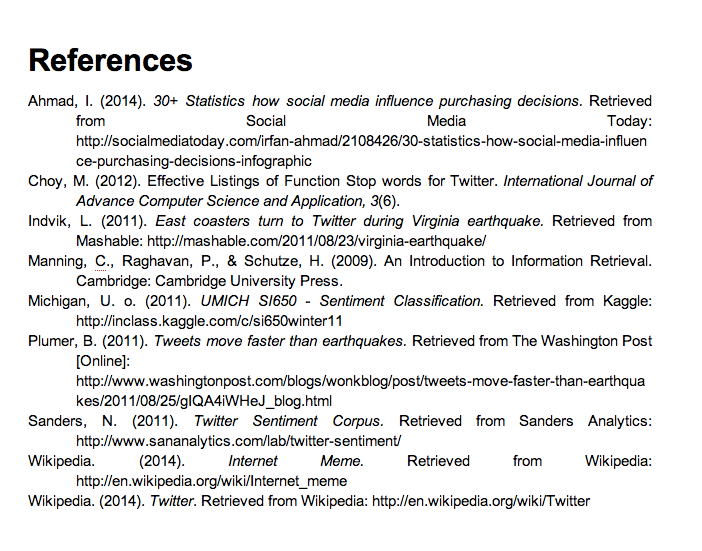 References
Ahmad, I. (2014). 30+ Statistics how social media influence purchasing decisions. Retrieved
from Social Media Today:
http://socialmediatoday.com/irfan-ahmad/2108426/30-statistics-how-social-media-influen
ce-purchasing-decisions-infographic
Choy, M. (2012). Effective Listings of Function Stop words for Twitter. International Journal of
Advance Computer Science and Application, 3(6).
Indvik, L. (2011). East coasters turn to Twitter during Virginia earthquake. Retrieved from
Mashable: http://mashable.com/2011/08/23/virginia-earthquake/
Manning, C., Raghavan, P., & Schutze, H. (2009). An Introduction to Information Retrieval.
Cambridge: Cambridge University Press.
Michigan, U. o. (2011). UMICH SI650 - Sentiment Classification. Retrieved from Kaggle:
http://inclass.kaggle.com/c/si650winter11
Plumer, B. (2011). Tweets move faster than earthquakes. Retrieved from The Washington Post
[Online]:
http://www.washingtonpost.com/blogs/wonkblog/post/tweets-move-faster-than-earthqua
kes/2011/08/25/gIQA4iWHeJ_blog.html
Sanders, N. (2011). Twitter Sentiment Corpus. Retrieved from Sanders Analytics:
http://www.sananalytics.com/lab/twitter-sentiment/
Wikipedia. (2014). Internet Meme. Retrieved from Wikipedia:
http://en.wikipedia.org/wiki/Internet_meme
Wikipedia. (2014). Twitter. Retrieved from Wikipedia: http://en.wikipedia.org/wiki/Twitter